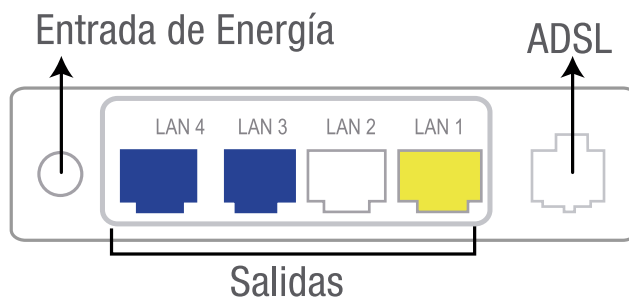 Entrada de Energía
ADSL
LAN 4 LAN 3 LAN 2 LAN 1
Salidas